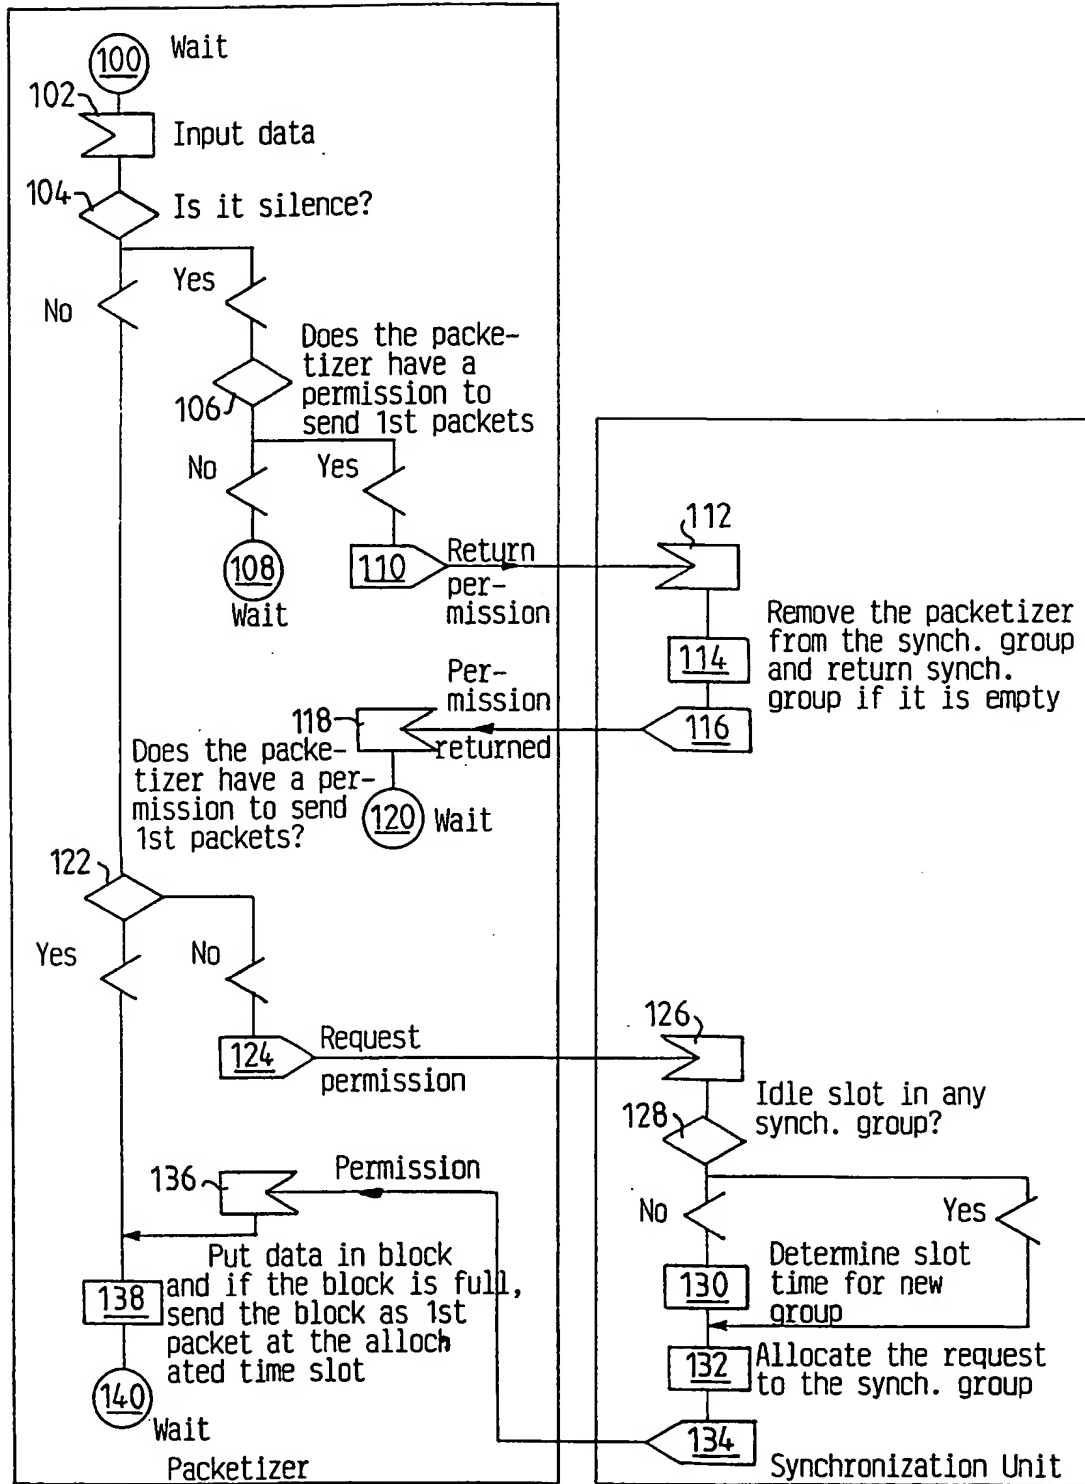 100
Wait
102
Input data
104
Is it silence?
No
Yes
Does the packe-
tizer have a
permission to
send 1st packets
106
No
Yes
108
Wait
110
Return
per-
mission
112
Remove the packetizer
from the synch. group
and return synch.
group if it is empty
114
116
Per-
mission
returned
118
Does the packe-
tizer have a per-
mission to send
1st packets?
120
Wait
122
Yes
No
124
Request
permission
126
Idle slot in any
synch. group?
128
No
Yes
Determine slot
time for new
group
130
132
Allocate the request
to the synch. group
134
136
Permission
Put data in block
and if the block is full,
send the block as 1st
packet at the alloch
ated time slot
138
140
Wait
Packetizer
Synchronization Unit